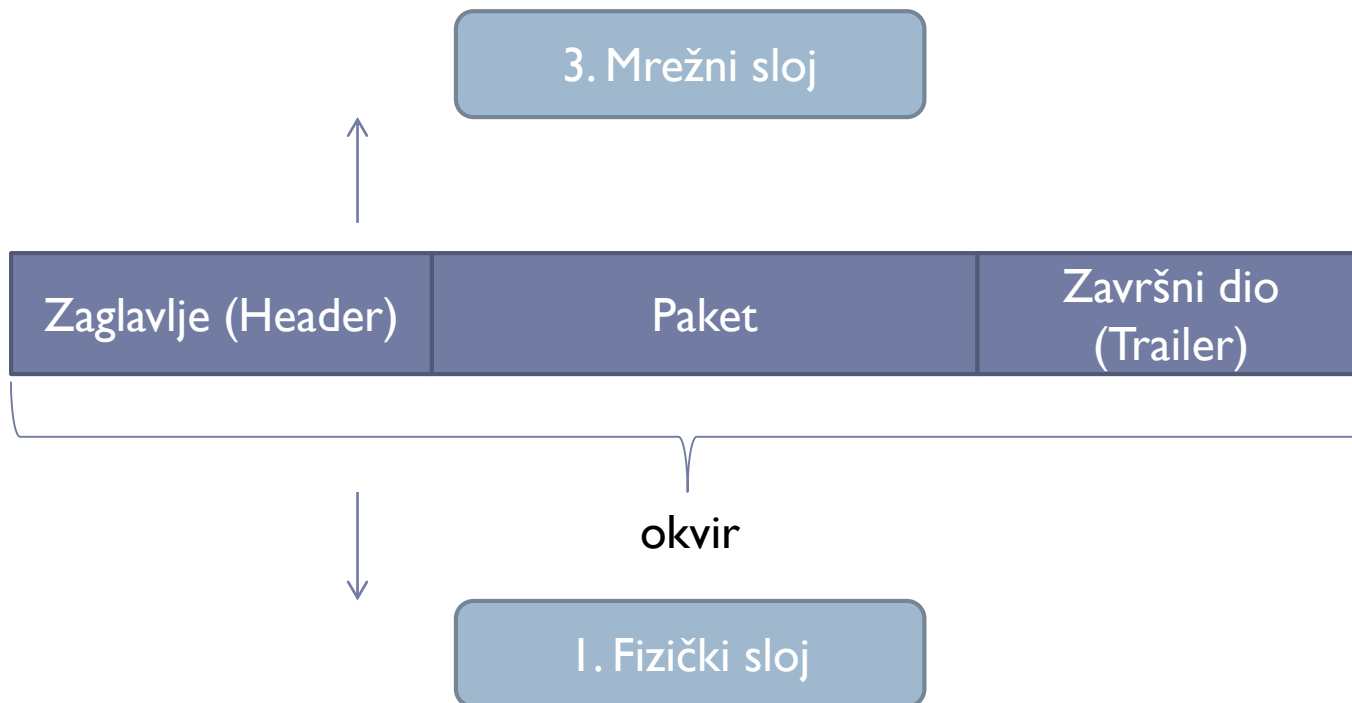 3. Mrežni sloj
Zaglavlje (Header)
Paket
Završni dio
(Trailer)
okvir
1. Fizički sloj